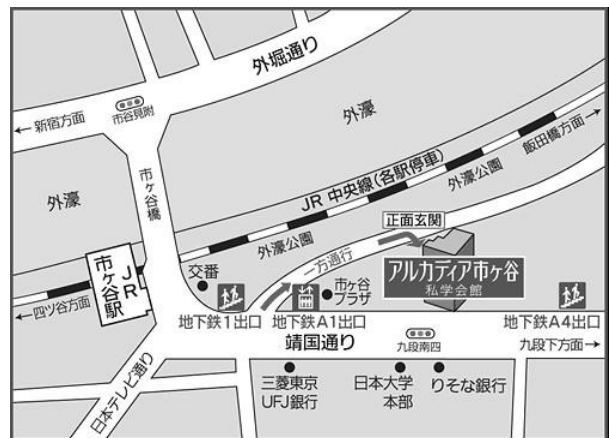 外堀通り
←新宿方面
市谷見附
外濠
飯田橋方面→
市ヶ谷橋
JR 中央線(各駅停車)
外濠公園
外濠
正面玄関
外濠公園
一方通行
JR
市ヶ谷駅
交番
市ヶ谷
プラザ
アルカディア市ヶ谷
私学会館
←四ツ谷方面
地下鉄1出口
地下鉄A1出口
地下鉄A4出口
靖国通り
九段南四
九段下方面→
日本テレビ通り
三菱東京
UFJ銀行
日本大学
本部
りそな銀行